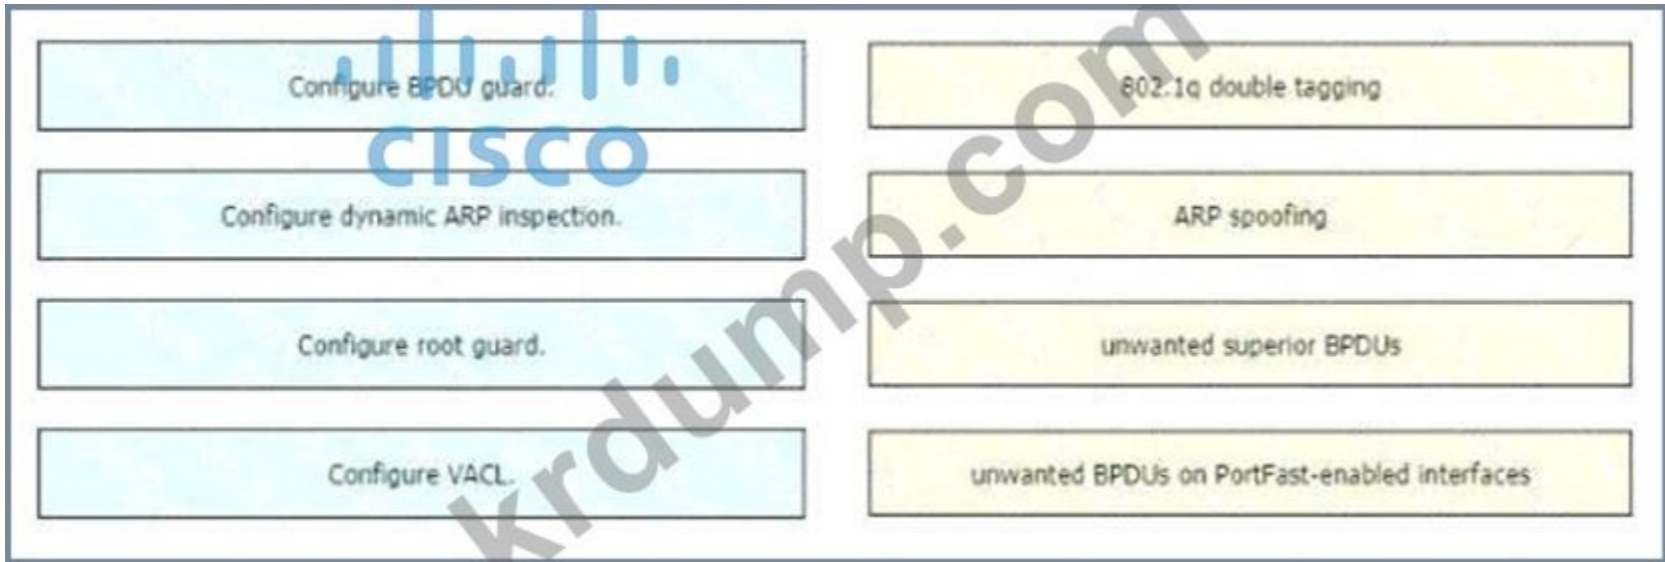 CISCO
Configure BPDU guard.
802.1q double tagging
Configure dynamic ARP inspection.
ARP spoofing
Configure root guard.
unwanted superior BPDUs
Configure VACL.
unwanted BPDUs on PortFast-enabled interfaces
krdump.com